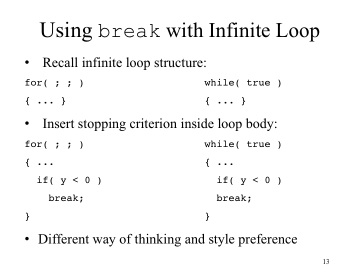 Using break with Infinite Loop
• Recall infinite loop structure:
for( ; ; ) while( true )
{ ... } { ... }
• Insert stopping criterion inside loop body:
for( ; ; ) while( true )
{ ... { ...
if( y < 0 ) if( y < 0 )
break; break;
} }
• Different way of thinking and style preference
13